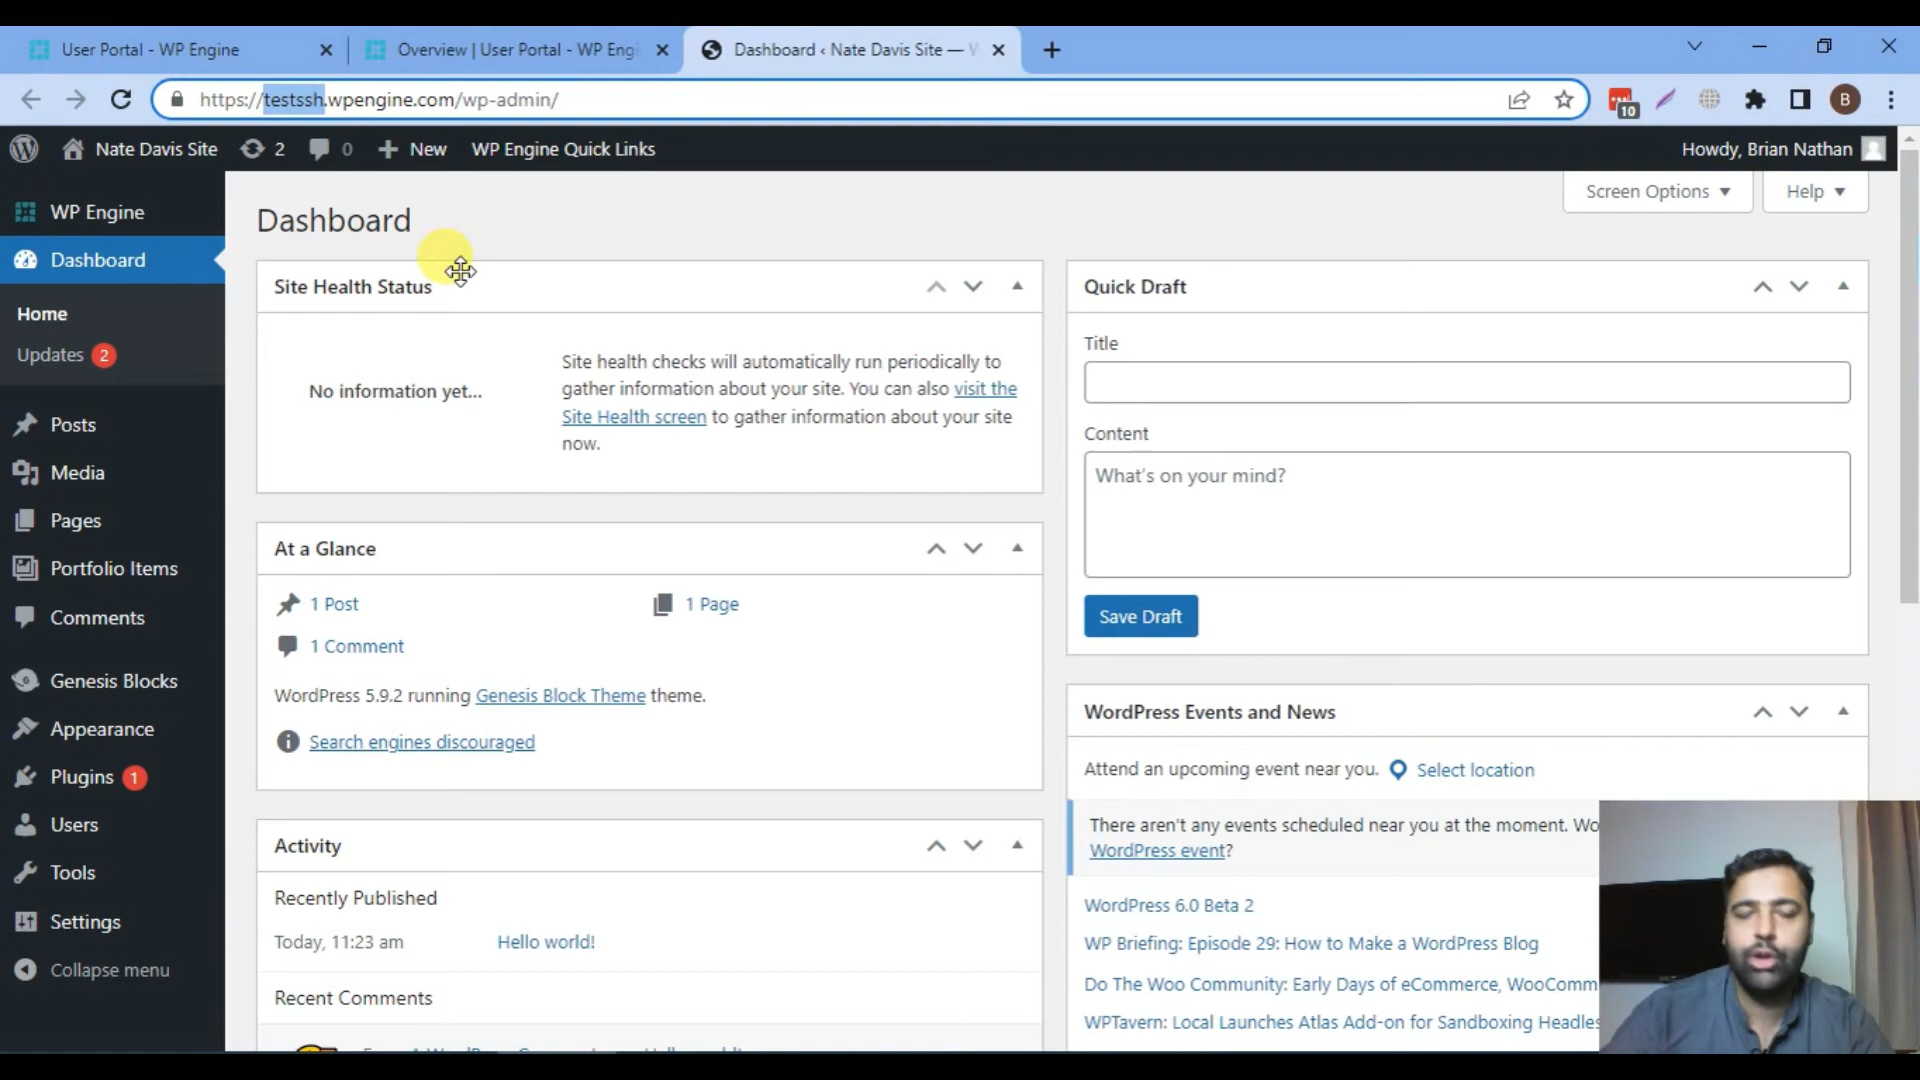 User Portal - WP Engine
Overview | User Portal - WP Engi
Dashboard ‹ Nate Davis Site —
https://testssh.wpengine.com/wp-admin/
10
B
Nate Davis Site
2
0
New
WP Engine Quick Links
Howdy, Brian Nathan
WP Engine
Dashboard
Home
Updates 2
Posts
Media
Pages
Portfolio Items
Comments
Genesis Blocks
Appearance
Plugins 1
Users
Tools
Settings
Collapse menu
Screen Options
Help
Dashboard
Site Health Status
No information yet...
Site health checks will automatically run periodically to
gather information about your site. You can also visit the
Site Health screen to gather information about your site
now.
At a Glance
1 Post
1 Page
1 Comment
WordPress 5.9.2 running Genesis Block Theme theme.
Search engines discouraged
Activity
Recently Published
Today, 11:23 am
Hello world!
Recent Comments
Quick Draft
Title
Content
What's on your mind?
Save Draft
WordPress Events and News
Attend an upcoming event near you.
Select location
There aren't any events scheduled near you at the moment. Wo
WordPress event?
WordPress 6.0 Beta 2
WP Briefing: Episode 29: How to Make a WordPress Blog
Do The Woo Community: Early Days of eCommerce, WooComm
WPTavern: Local Launches Atlas Add-on for Sandboxing Headles